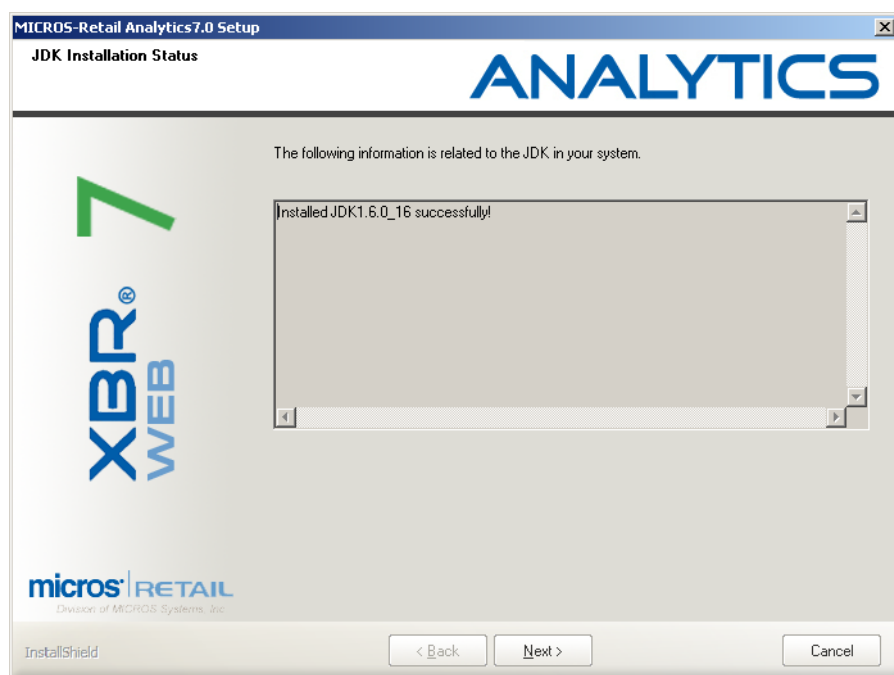 MICROS-Retail Analytics7.0 Setup
JDK Installation Status
ANALYTICS
The following information is related to the JDK in your system.
Installed JDK1.6.0_16 successfully!
7
XBR®
WEB
micros® RETAIL
Division of MICROS Systems, Inc
InstallShield
< Back
Next >
Cancel